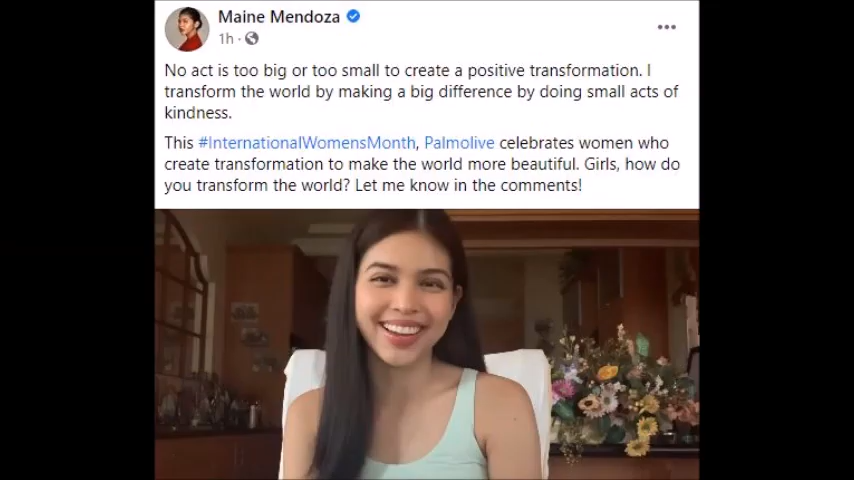 Maine Mendoza
1h ·
No act is too big or too small to create a positive transformation. I
transform the world by making a big difference by doing small acts of
kindness.
This #InternationalWomensMonth, Palmolive celebrates women who
create transformation to make the world more beautiful. Girls, how do
you transform the world? Let me know in the comments!